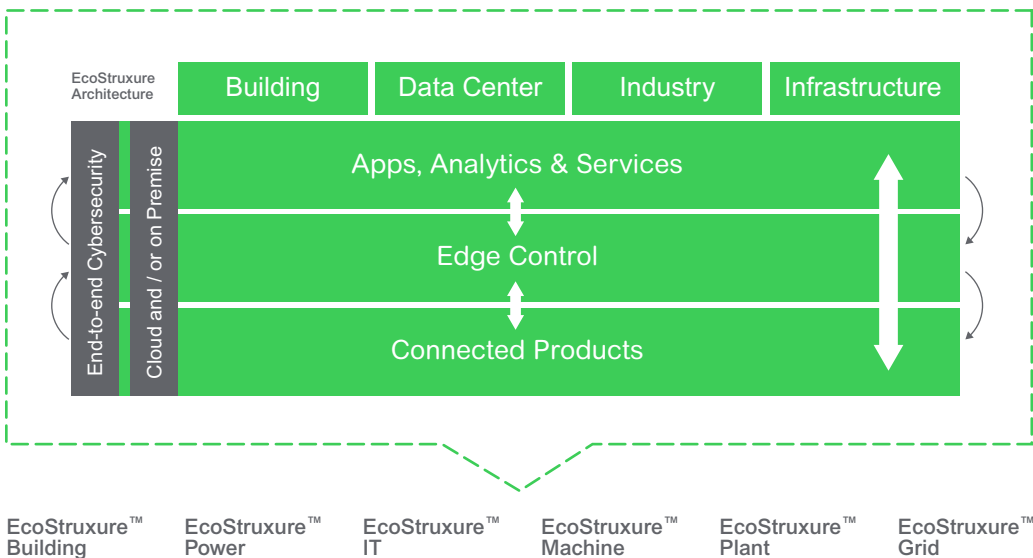 EcoStruxure
Architecture
Building
Data Center
Industry
Infrastructure
End-to-end Cybersecurity
Cloud and / or on Premise
Apps, Analytics & Services
Edge Control
Connected Products
EcoStruxure™
Building
EcoStruxure™
Power
EcoStruxure™
IT
EcoStruxure™
Machine
EcoStruxure™
Plant
EcoStruxure™
Grid